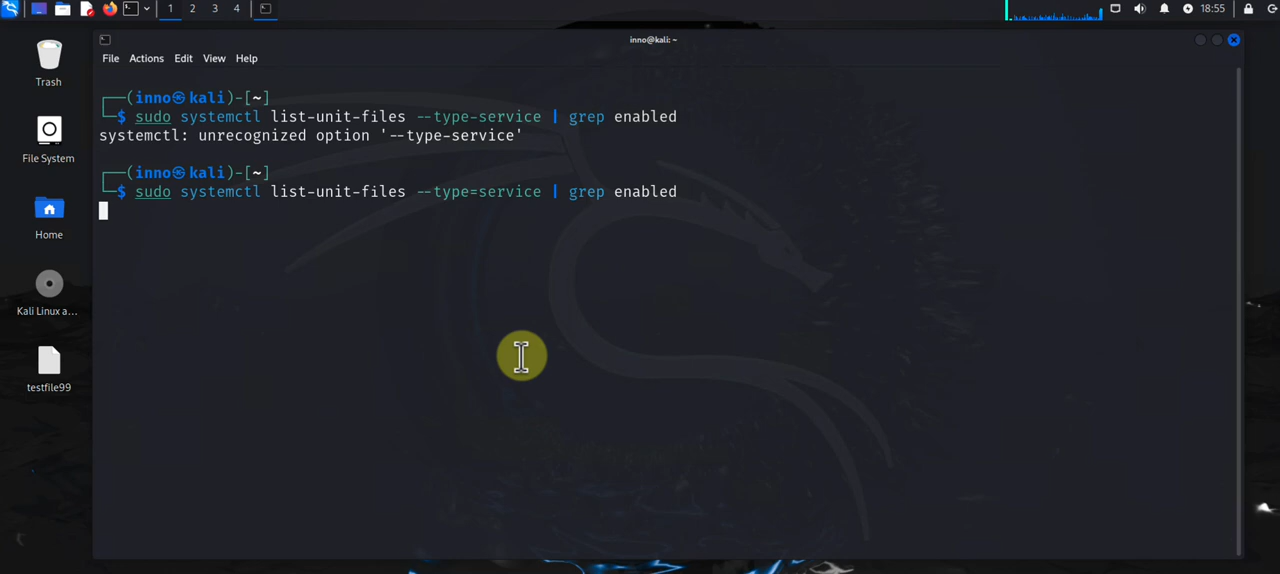 1 2 3 4 18:55
inno@kali: ~
File Actions Edit View Help
Trash
File System
Home
Kali Linux a...
testfile99
┌──(inno㉿kali)-[~]
└─$ sudo systemctl list-unit-files --type-service | grep enabled
systemctl: unrecognized option '--type-service'
┌──(inno㉿kali)-[~]
└─$ sudo systemctl list-unit-files --type=service | grep enabled